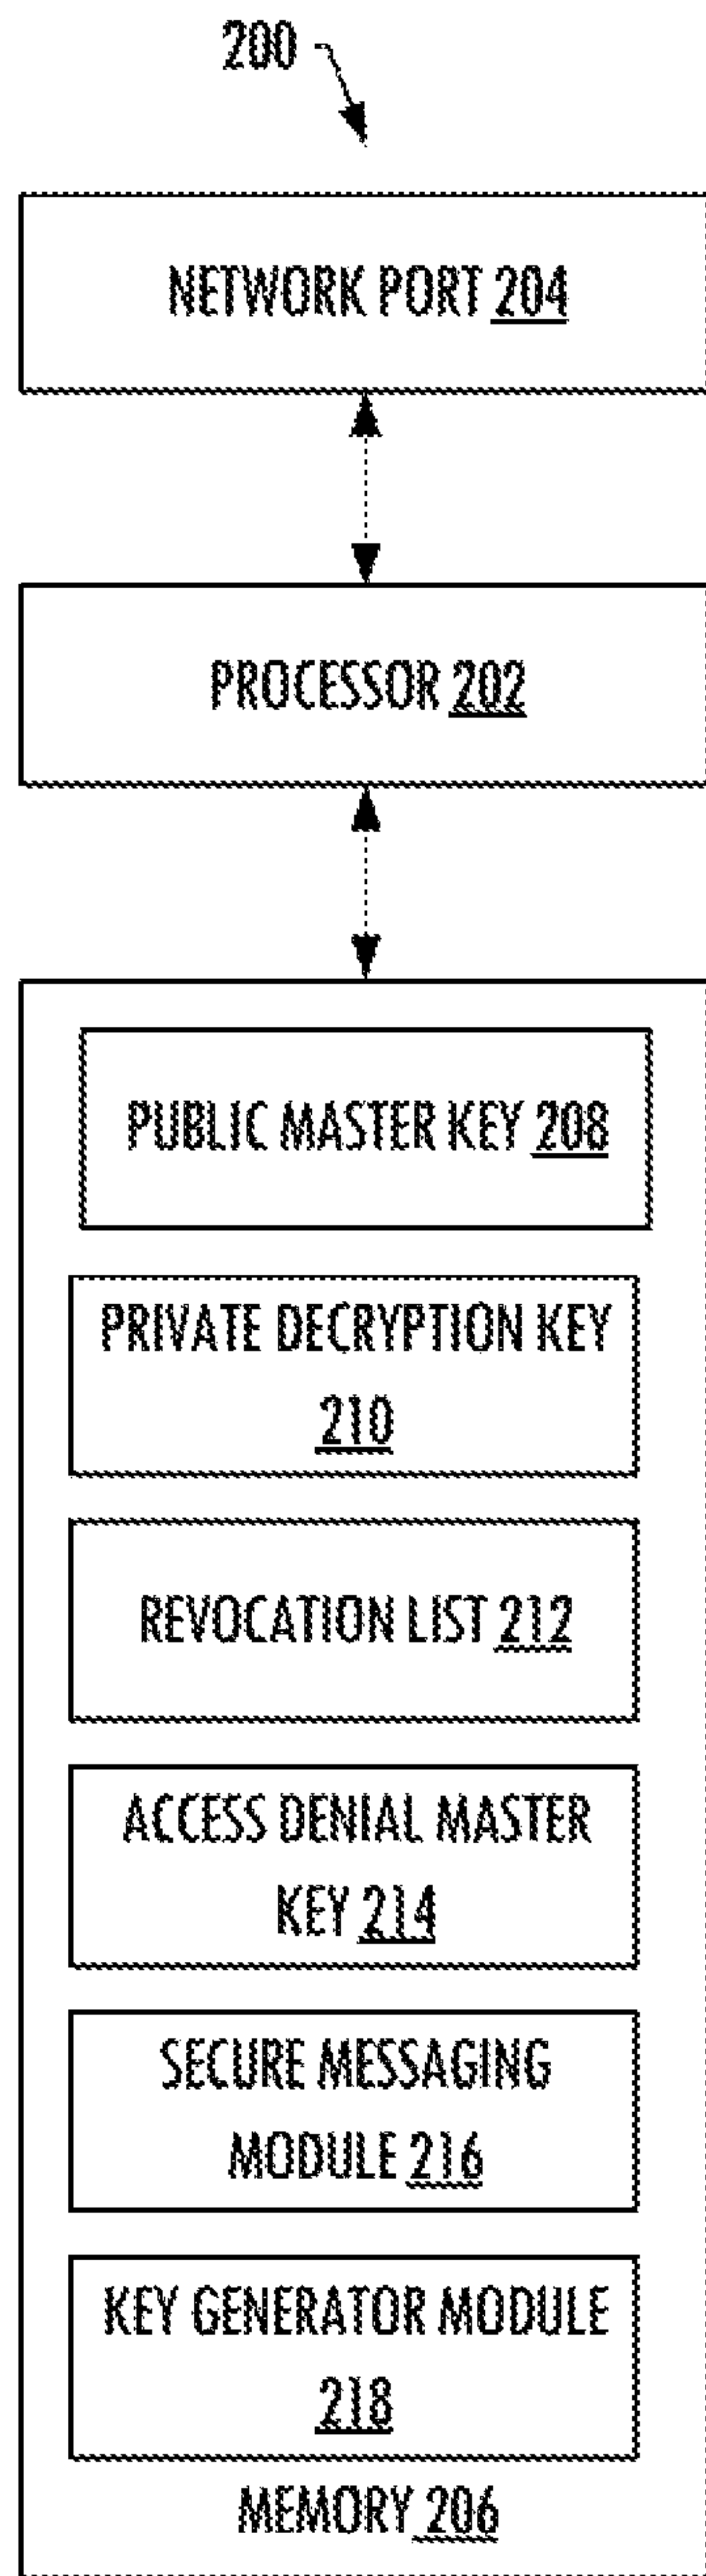 200
NETWORK PORT 204
PROCESSOR 202
PUBLIC MASTER KEY 208
PRIVATE DECRYPTION KEY
210
REVOCATION LIST 212
ACCESS DENIAL MASTER
KEY 214
SECURE MESSAGING
MODULE 216
KEY GENERATOR MODULE
218
MEMORY 206